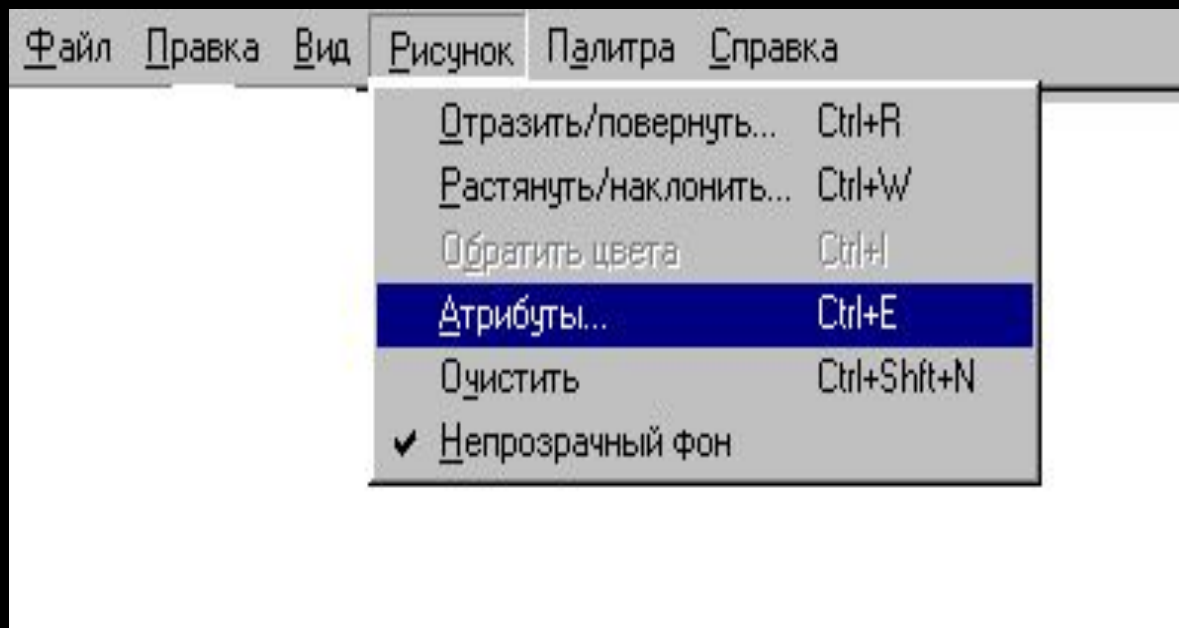 Файл Правка Вид Рисунок Палитра Справка
Отразить/повернуть... Ctrl+R
Растянуть/наклонить... Ctrl+W
Обратить цвета Ctrl+I
Атрибуты... Ctrl+E
Очистить Ctrl+Shft+N
✔ Непрозрачный фон